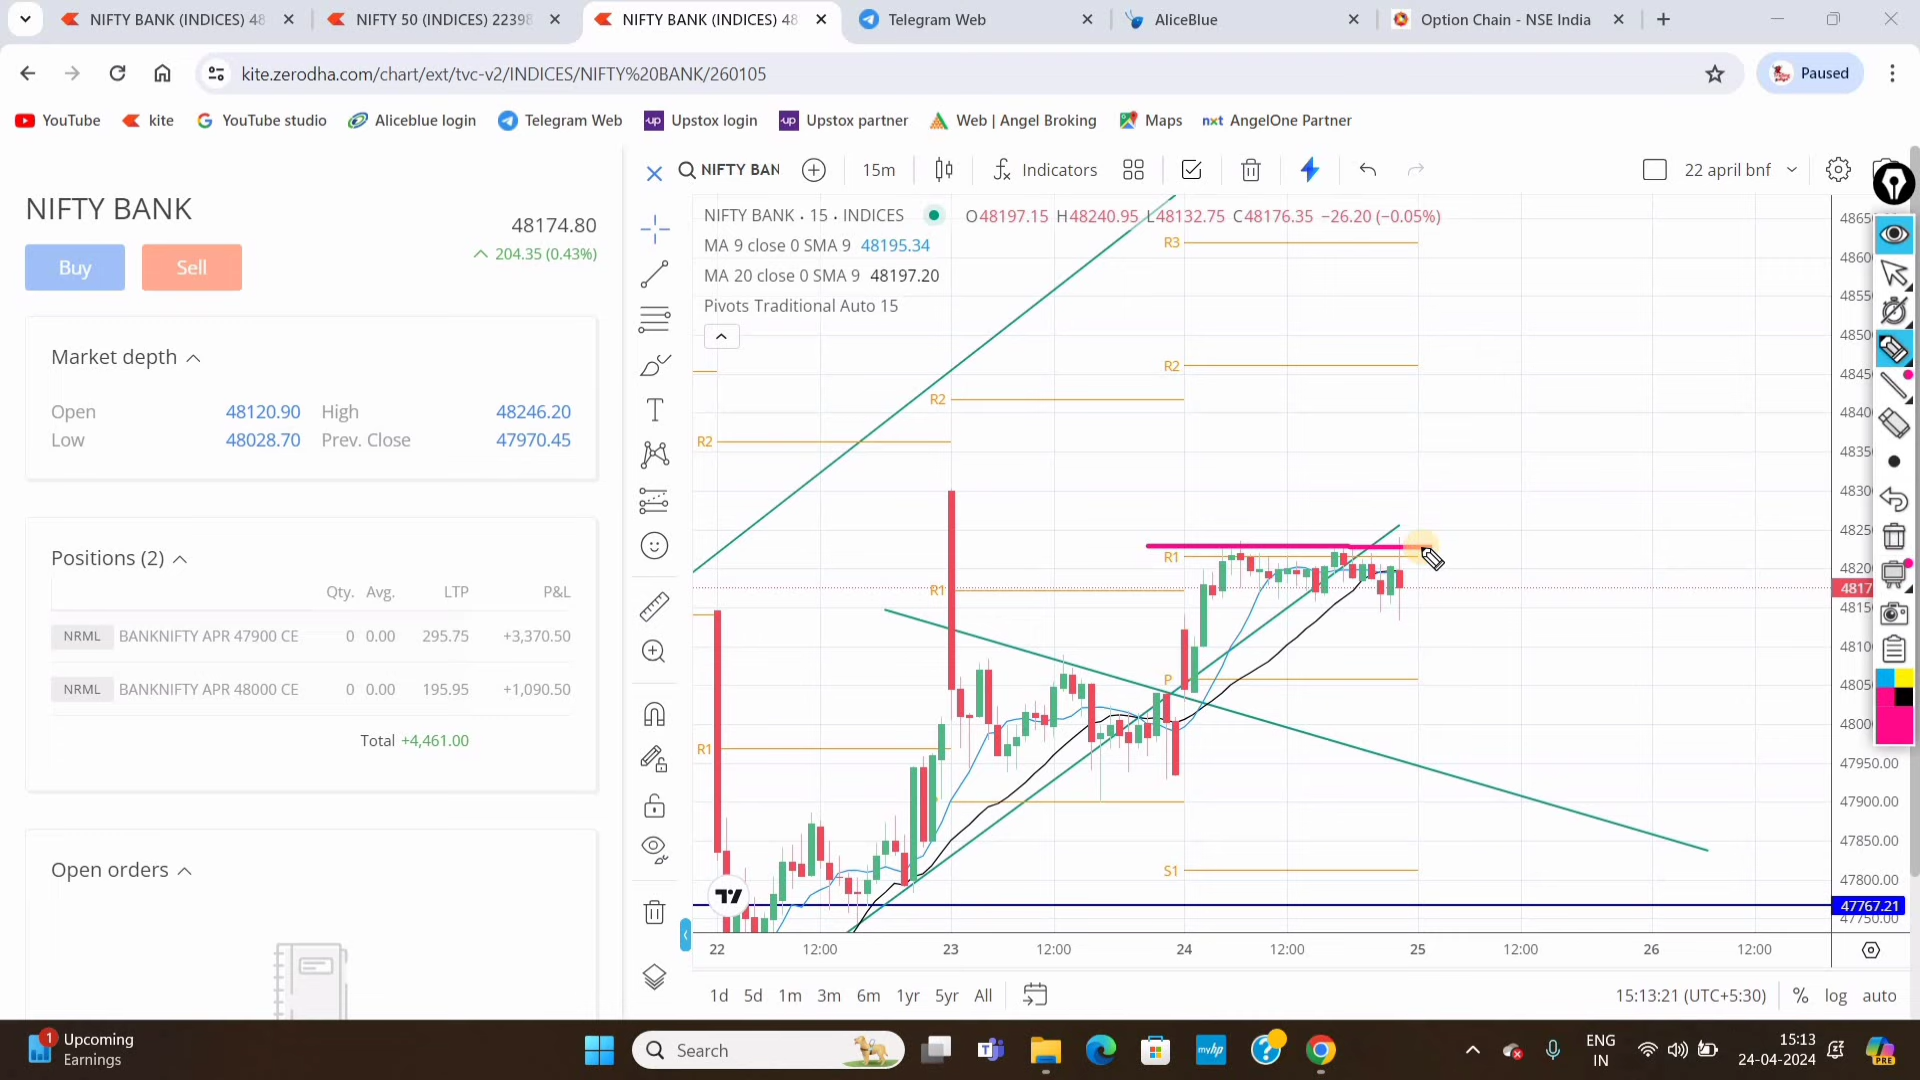 NIFTY BANK (INDICES) 48
NIFTY 50 (INDICES) 22398
NIFTY BANK (INDICES) 48
Telegram Web
AliceBlue
Option Chain - NSE India
kite.zerodha.com/chart/ext/tvc-v2/INDICES/NIFTY%20BANK/260105
Paused
YouTube
kite
YouTube studio
Aliceblue login
Telegram Web
Upstox login
Upstox partner
Web | Angel Broking
Maps
nxt AngelOne Partner
NIFTY BANK
48174.80
204.35 (0.43%)
Buy
Sell
Market depth
Open 48120.90 High 48246.20
Low 48028.70 Prev. Close 47970.45
Positions (2)
Qty. Avg. LTP P&L
NRML BANKNIFTY APR 47900 CE 0 0.00 295.75 +3,370.50
NRML BANKNIFTY APR 48000 CE 0 0.00 195.95 +1,090.50
Total +4,461.00
Open orders
NIFTY BAN
15m
Indicators
22 april bnf
NIFTY BANK · 15 · INDICES
O48197.15 H48240.95 L48132.75 C48176.35 −26.20 (−0.05%)
MA 9 close 0 SMA 9 48195.34
MA 20 close 0 SMA 9 48197.20
Pivots Traditional Auto 15
R3
R2
R2
R2
R1
R1
P
R1
S1
47950.00
47900.00
47850.00
47800.00
47767.21
47750.00
22 12:00 23 12:00 24 12:00 25 12:00 26 12:00
1d 5d 1m 3m 6m 1yr 5yr All
15:13:21 (UTC+5:30)
% log auto
1
Upcoming
Earnings
Search
myhp
ENG
IN
15:13
24-04-2024
PRE